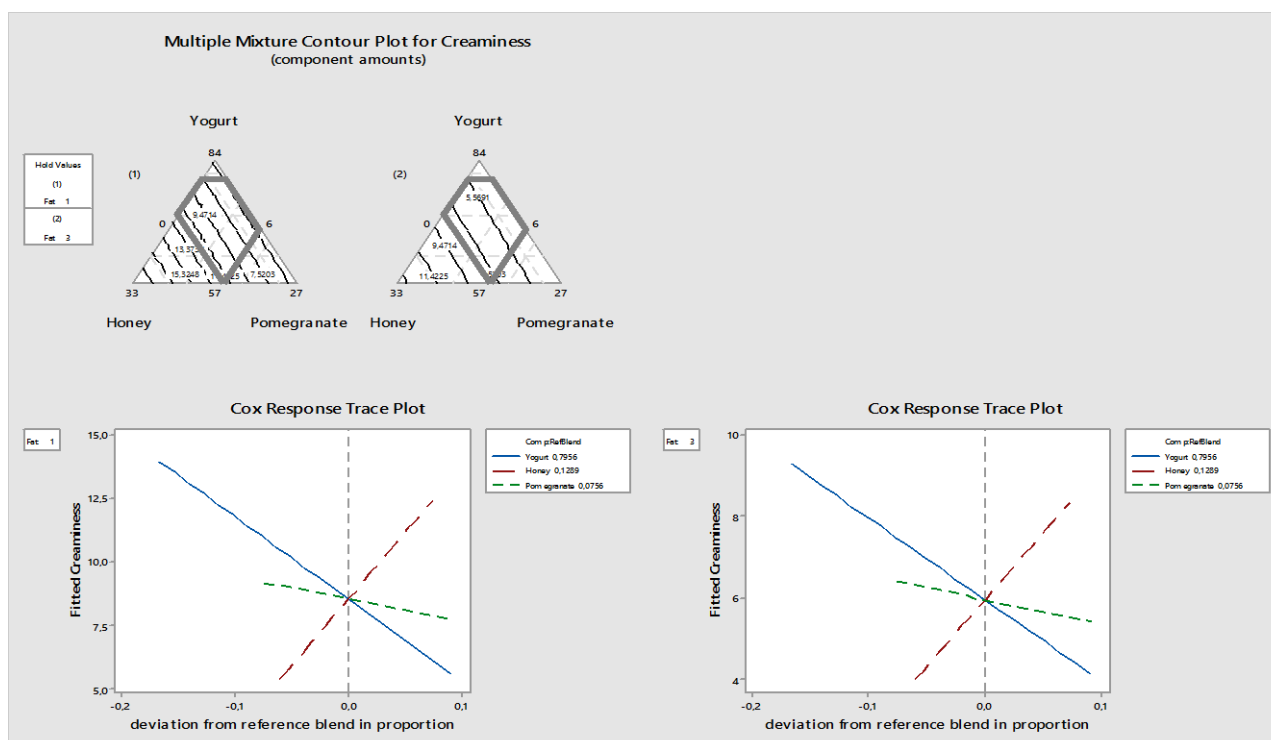 Multiple Mixture Contour Plot for Creaminess
(component amounts)
Hold Values
(1)
Fat 1
(2)
Fat 3
(1)
Yogurt
84
0
6
9,4714
15,3248
7,5203
33
57
27
Honey
Pomegranate
(2)
Yogurt
84
0
6
5,5691
9,4714
11,4225
33
57
27
Honey
Pomegranate
Cox Response Trace Plot
Fat: 1
Comp:RefBlend
Yogurt 0,7956
Honey 0,1289
Pomegranate 0,0756
Fitted Creaminess
15,0
12,5
10,0
7,5
5,0
-0,2
-0,1
0,0
0,1
deviation from reference blend in proportion
Cox Response Trace Plot
Fat: 3
Comp:RefBlend
Yogurt 0,7956
Honey 0,1289
Pomegranate 0,0756
Fitted Creaminess
10
8
6
4
-0,2
-0,1
0,0
0,1
deviation from reference blend in proportion